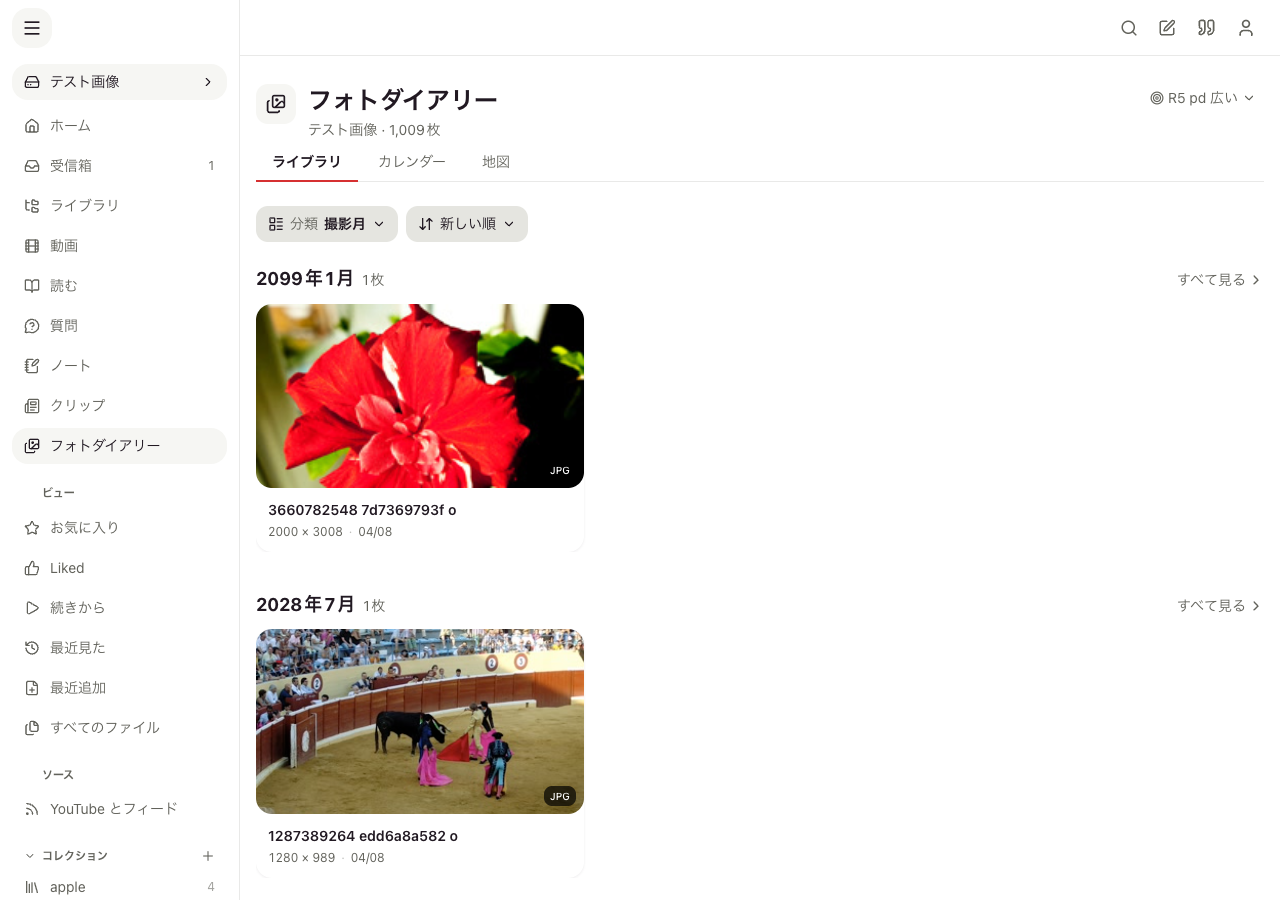 テスト画像
ホーム
受信箱 1
ライブラリ
動画
読む
質問
ノート
クリップ
フォトダイアリー
ビュー
お気に入り
Liked
続きから
最近見た
最近追加
すべてのファイル
ソース
YouTube とフィード
コレクション
apple 4
フォトダイアリー
テスト画像 · 1,009枚
R5 pd 広い
ライブラリ カレンダー 地図
分類 撮影月 新しい順
2099年1月 1枚 すべて見る
JPG
3660782548 7d7369793f o
2000 × 3008 · 04/08
2028年7月 1枚 すべて見る
JPG
1287389264 edd6a8a582 o
1280 × 989 · 04/08